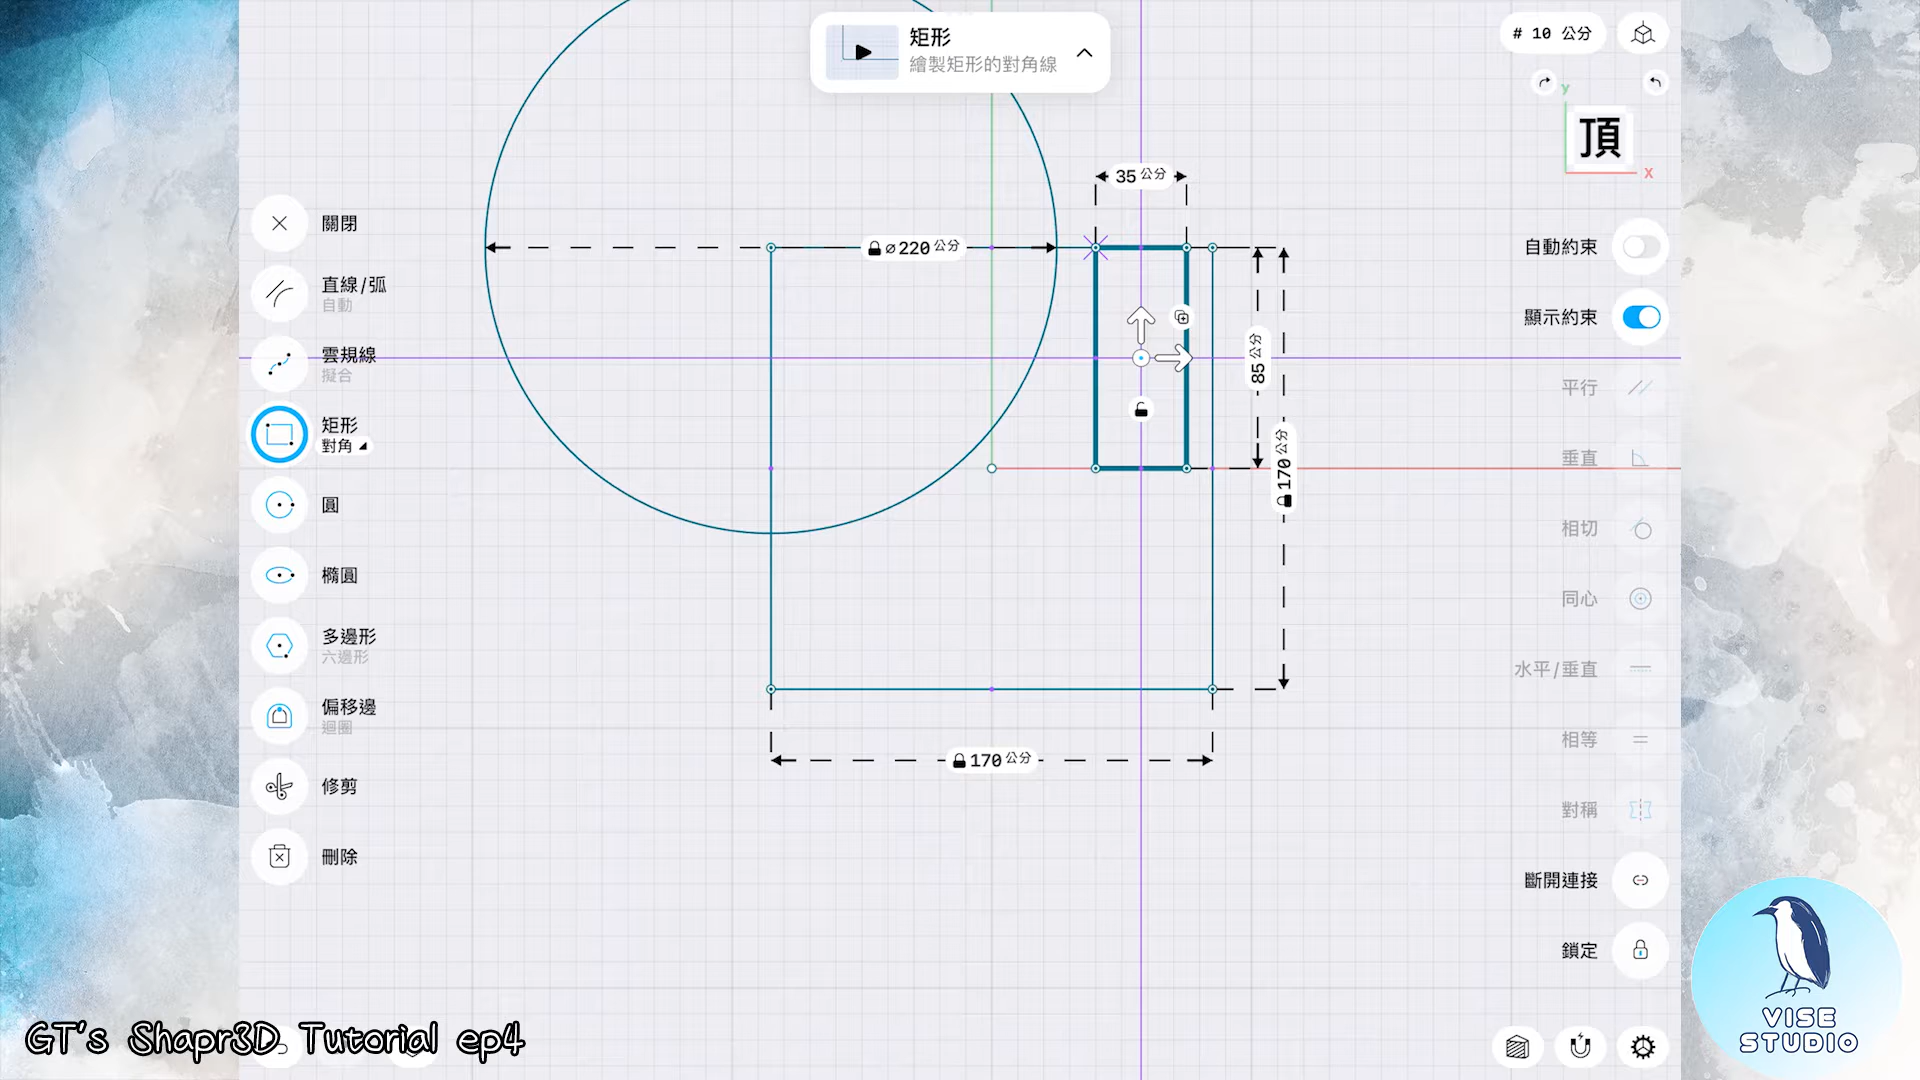 矩形
繪製矩形的對角線
# 10 公分
y
頂
x
35 公分
⌀220 公分
85 公分
170 公分
170 公分
關閉
直線/弧
自動
雲規線
擬合
矩形
對角
圓
橢圓
多邊形
六邊形
偏移邊
迴圈
修剪
刪除
自動約束
顯示約束
平行
垂直
相切
同心
水平/垂直
相等
對稱
斷開連接
鎖定
GT's Shapr3D Tutorial ep4
VISE
STUDIO